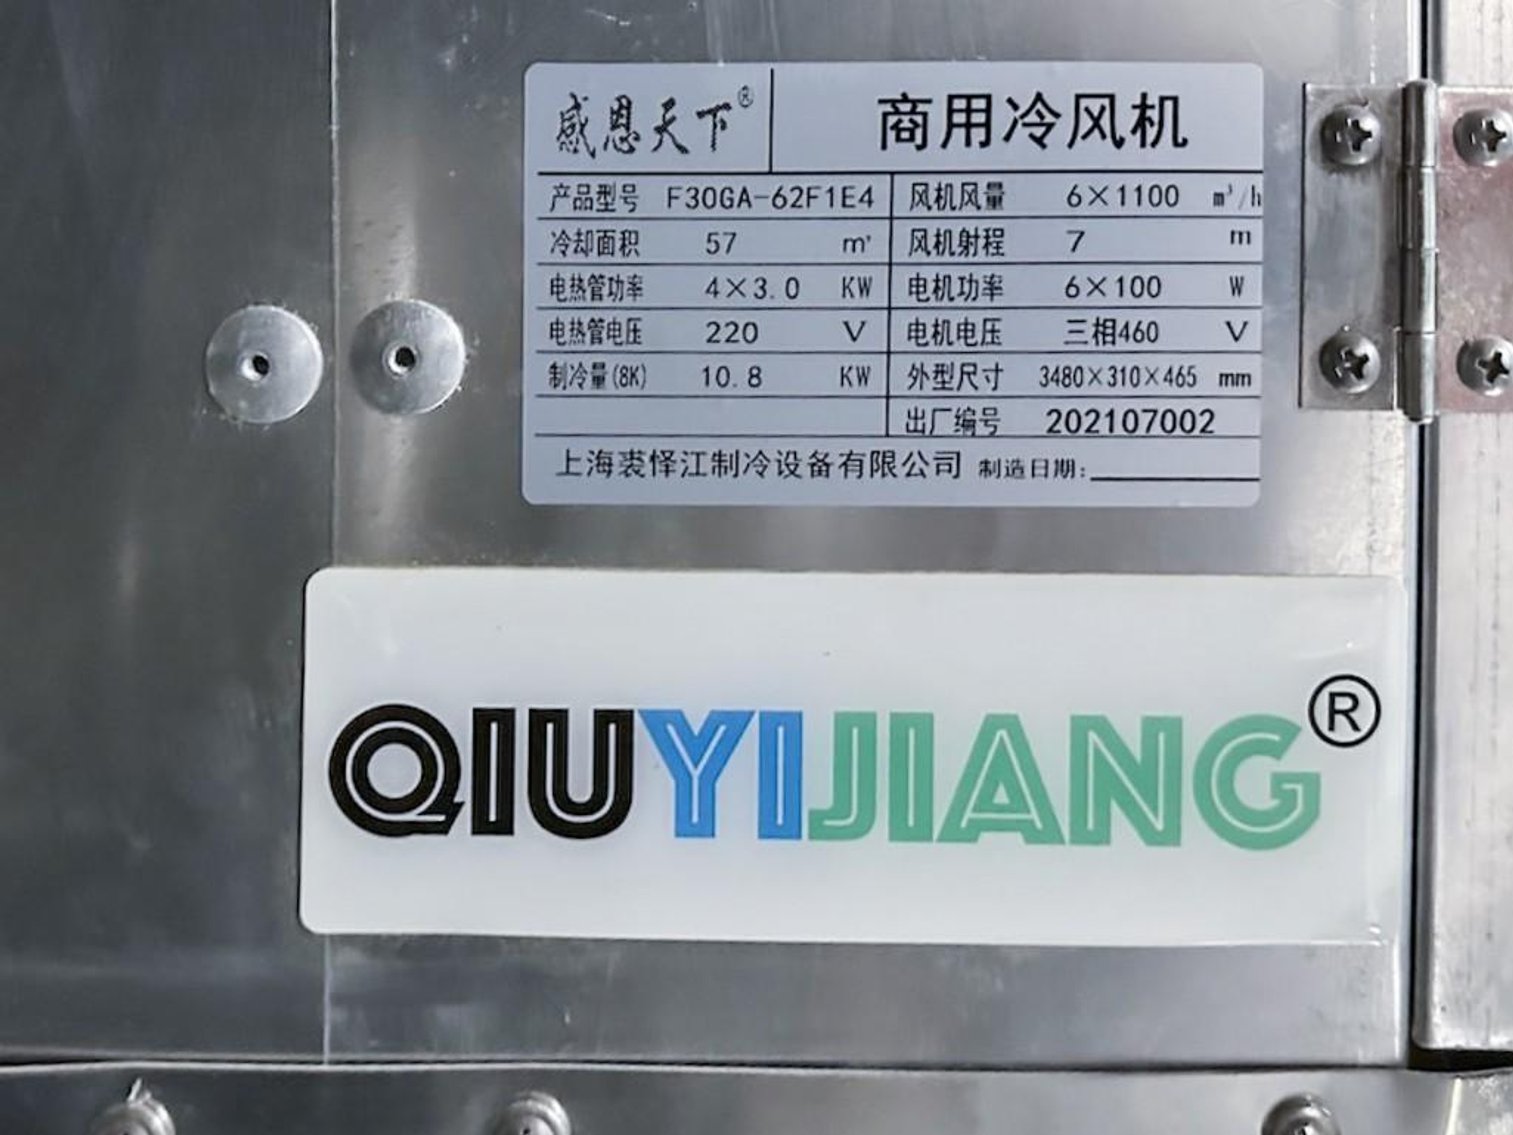 感恩天下® 商用冷风机
产品型号 F30GA-62F1E4 风机风量 6×1100 m³/h
冷却面积 57 m² 风机射程 7 m
电热管功率 4×3.0 KW 电机功率 6×100 W
电热管电压 220 V 电机电压 三相460 V
制冷量(8K) 10.8 KW 外型尺寸 3480×310×465 mm
出厂编号 202107002
上海裘怿江制冷设备有限公司 制造日期:
QIUYIJIANG®